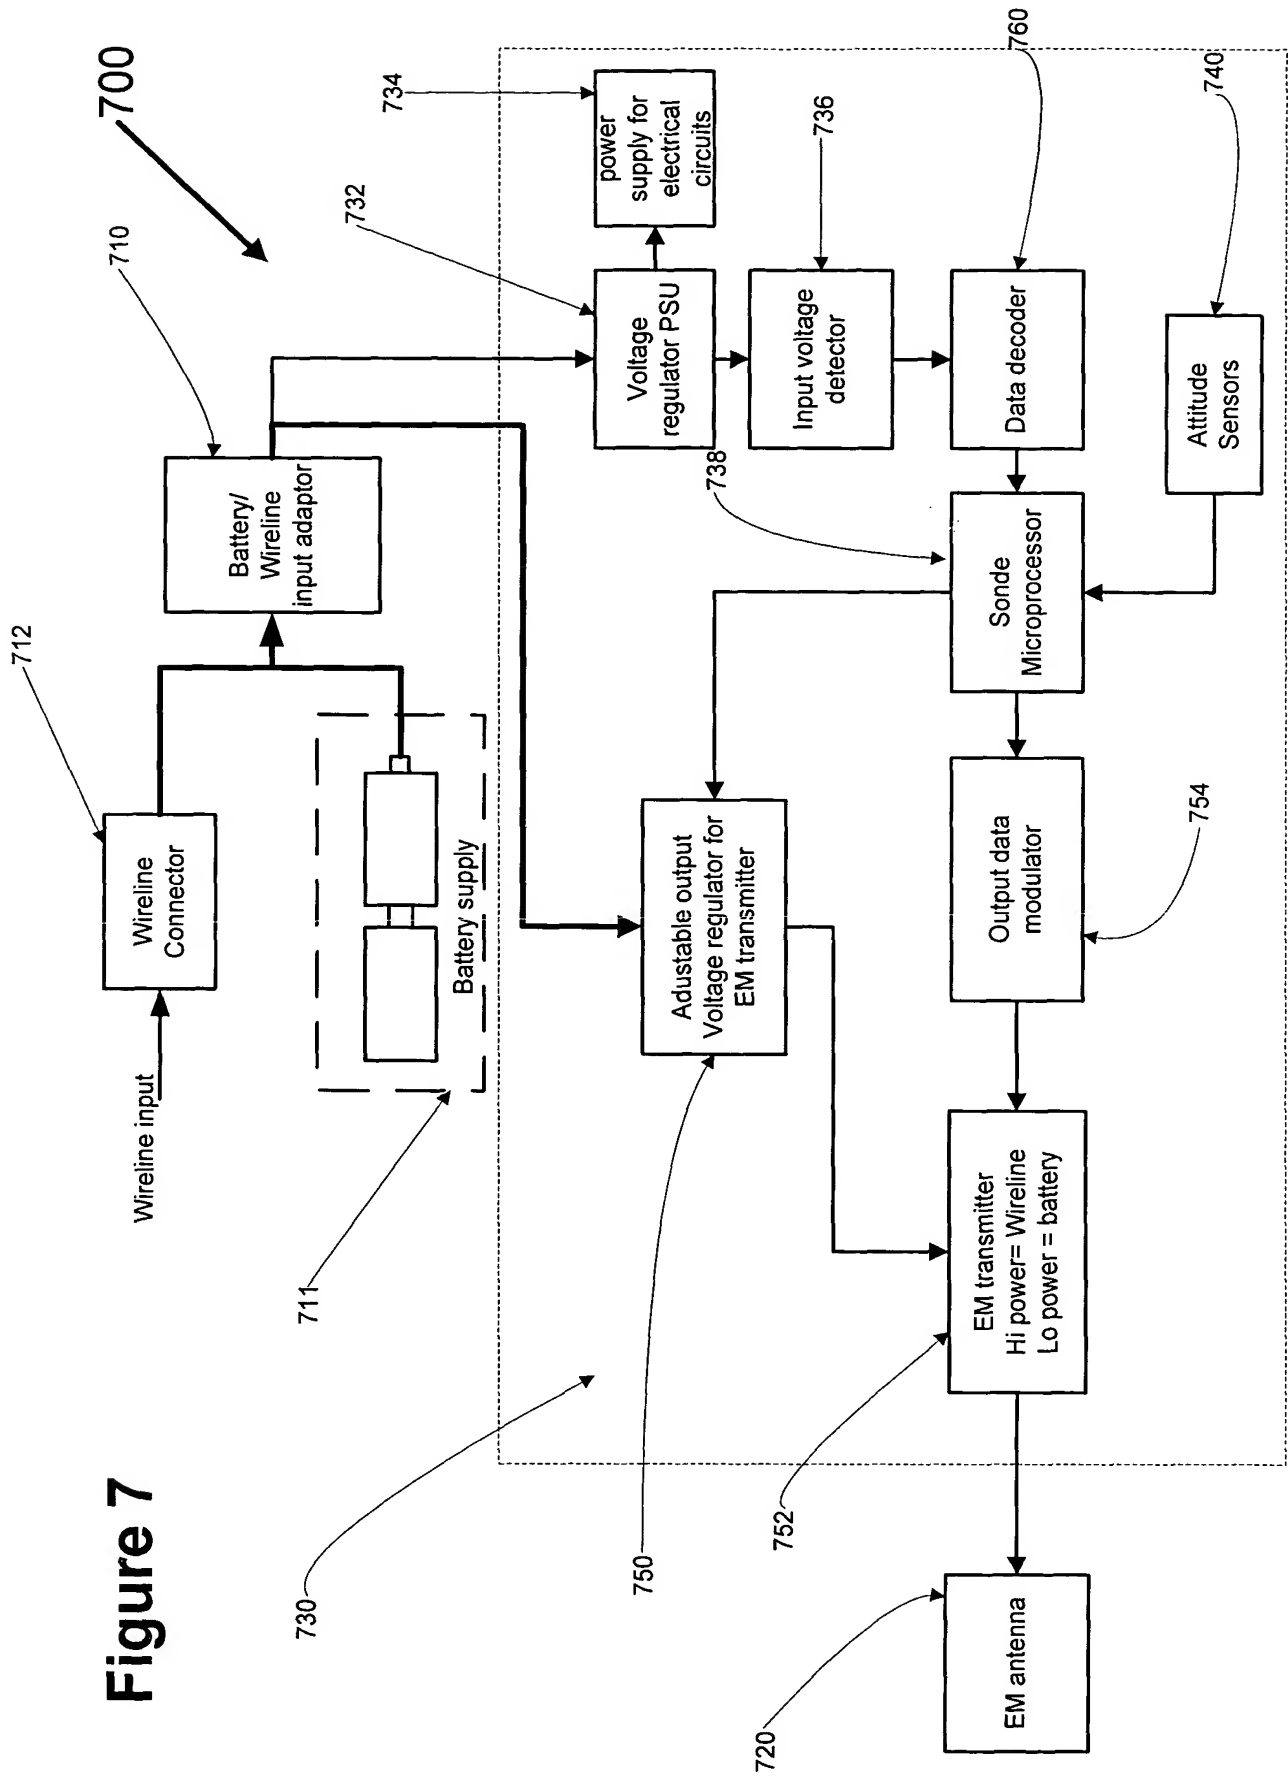 Figure 7
700
Wireline input
Wireline
Connector
712
Battery supply
711
Battery/
Wireline
input adaptor
710
730
Voltage
regulator PSU
732
power
supply for
electrical
circuits
734
Input voltage
detector
736
Data decoder
760
Attitude
Sensors
740
Sonde
Microprocessor
738
Adustable output
Voltage regulator for
EM transmitter
750
Output data
modulator
754
EM transmitter
Hi power= Wireline
Lo power = battery
752
EM antenna
720